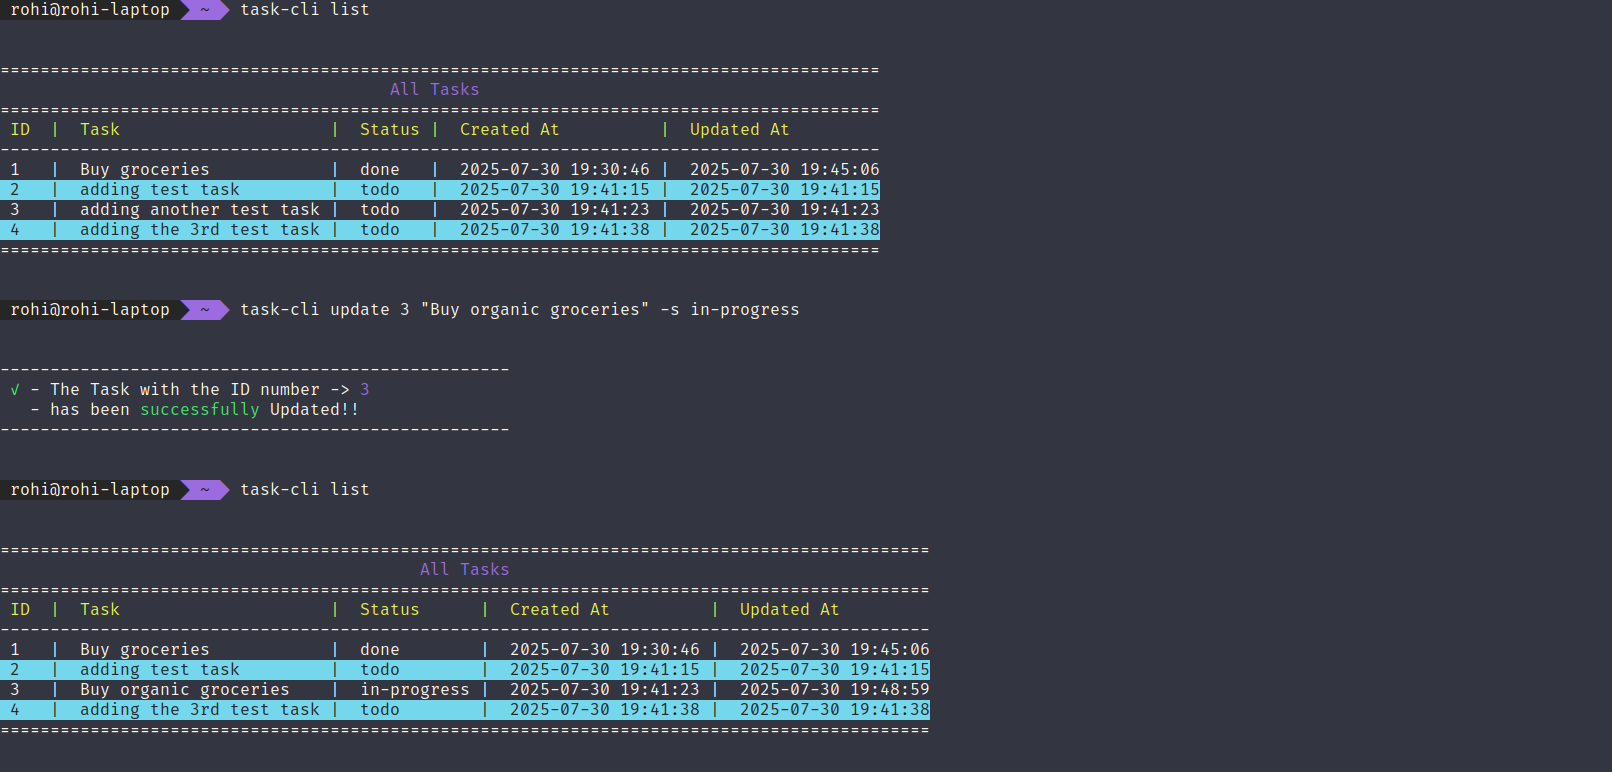 rohi@rohi-laptop ~ task-cli list
========================================================================================
All Tasks
========================================================================================
ID | Task | Status | Created At | Updated At
----------------------------------------------------------------------------------------
1 | Buy groceries | done | 2025-07-30 19:30:46 | 2025-07-30 19:45:06
2 | adding test task | todo | 2025-07-30 19:41:15 | 2025-07-30 19:41:15
3 | adding another test task | todo | 2025-07-30 19:41:23 | 2025-07-30 19:41:23
4 | adding the 3rd test task | todo | 2025-07-30 19:41:38 | 2025-07-30 19:41:38
========================================================================================
rohi@rohi-laptop ~ task-cli update 3 "Buy organic groceries" -s in-progress
---------------------------------------------------
√ - The Task with the ID number -> 3
- has been successfully Updated!!
---------------------------------------------------
rohi@rohi-laptop ~ task-cli list
=============================================================================================
All Tasks
=============================================================================================
ID | Task | Status | Created At | Updated At
---------------------------------------------------------------------------------------------
1 | Buy groceries | done | 2025-07-30 19:30:46 | 2025-07-30 19:45:06
2 | adding test task | todo | 2025-07-30 19:41:15 | 2025-07-30 19:41:15
3 | Buy organic groceries | in-progress | 2025-07-30 19:41:23 | 2025-07-30 19:48:59
4 | adding the 3rd test task | todo | 2025-07-30 19:41:38 | 2025-07-30 19:41:38
=============================================================================================